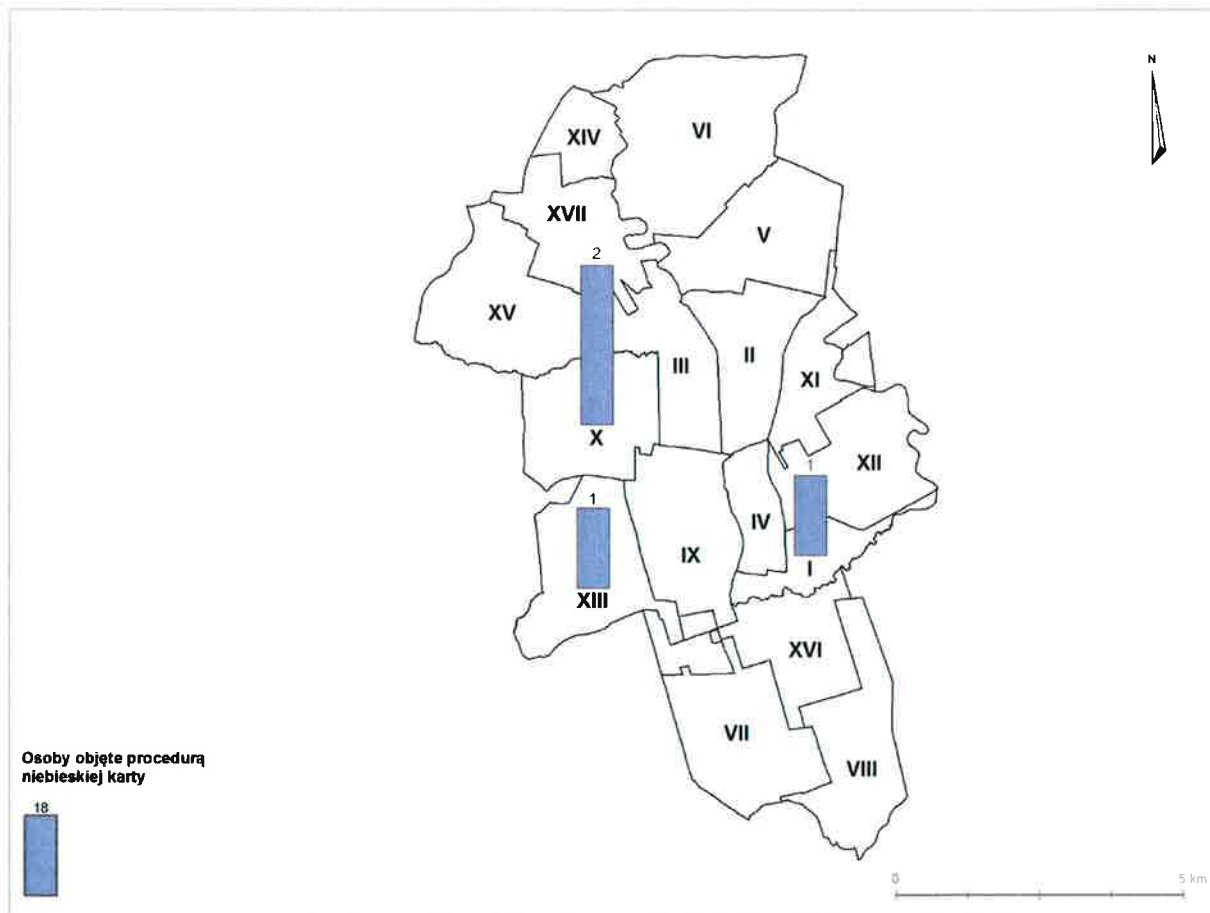 N
XIV
VI
XVII
V
2
XV
II
III
XI
X
XII
1
1
IV
IX
I
XIII
XVI
VII
VIII
Osoby objęte procedurą
niebieskiej karty
18
0 5 km